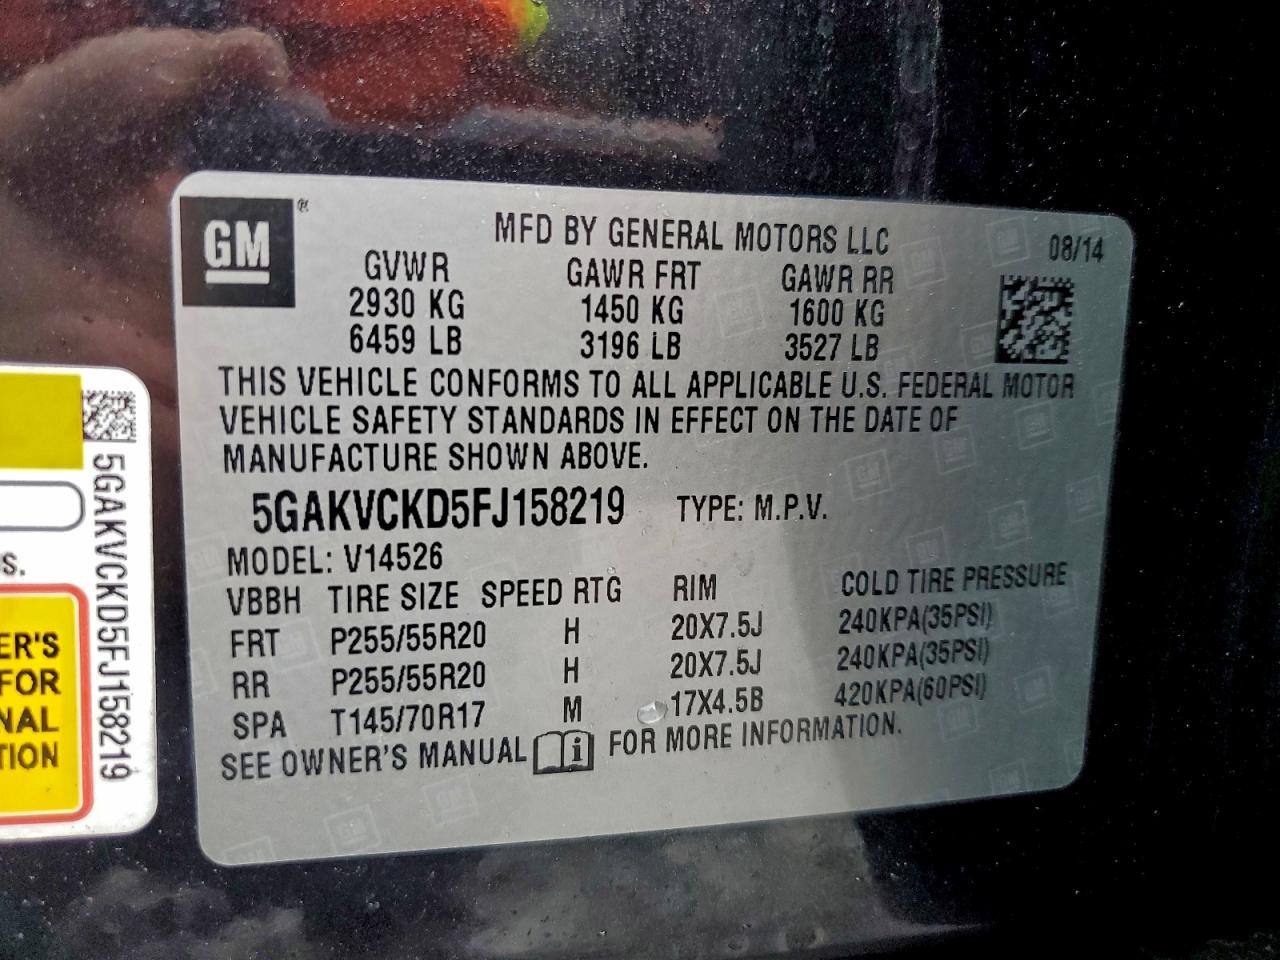 GM ®
MFD BY GENERAL MOTORS LLC
08/14
GVWR GAWR FRT GAWR RR
2930 KG 1450 KG 1600 KG
6459 LB 3196 LB 3527 LB
THIS VEHICLE CONFORMS TO ALL APPLICABLE U.S. FEDERAL MOTOR
VEHICLE SAFETY STANDARDS IN EFFECT ON THE DATE OF
MANUFACTURE SHOWN ABOVE.
5GAKVCKD5FJ158219 TYPE: M.P.V.
MODEL: V14526
VBBH TIRE SIZE SPEED RTG RIM COLD TIRE PRESSURE
FRT P255/55R20 H 20X7.5J 240KPA(35PSI)
RR P255/55R20 H 20X7.5J 240KPA(35PSI)
SPA T145/70R17 M 17X4.5B 420KPA(60PSI)
SEE OWNER'S MANUAL i FOR MORE INFORMATION.
5GAKVCKD5FJ158219
S.
ER'S
FOR
NAL
TION